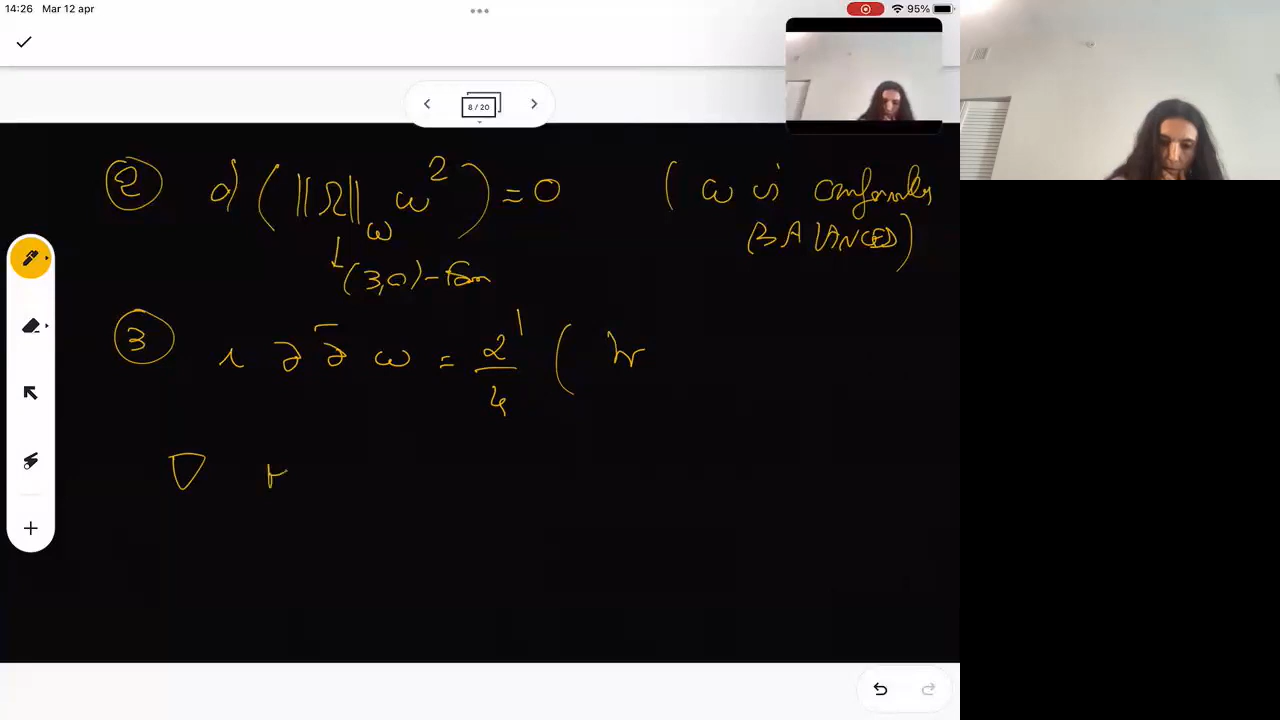 14:26 Mar 12 apr
95%
8 / 20
② d(||Ω||_ω ω²) = 0 (ω is conformally
BALANCED)
↓
(3,0)-form
③ i ∂∂̄ ω = α'/4 ( tr
∇